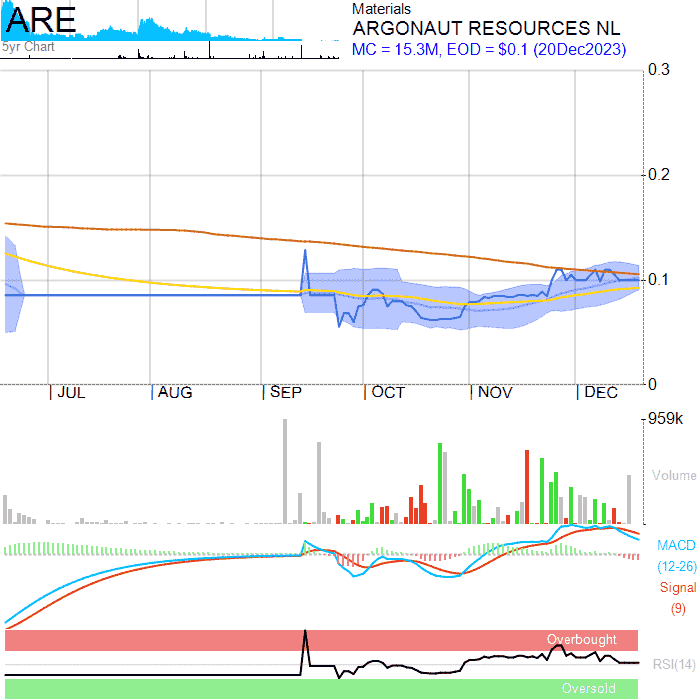 ARE
5yr Chart
Materials
ARGONAUT RESOURCES NL
MC = 15.3M, EOD = $0.1 (20Dec2023)
0.3
0.2
0.1
0
JUL AUG SEP OCT NOV DEC
959k
Volume
MACD
(12-26)
Signal
(9)
Overbought
RSI(14)
Oversold